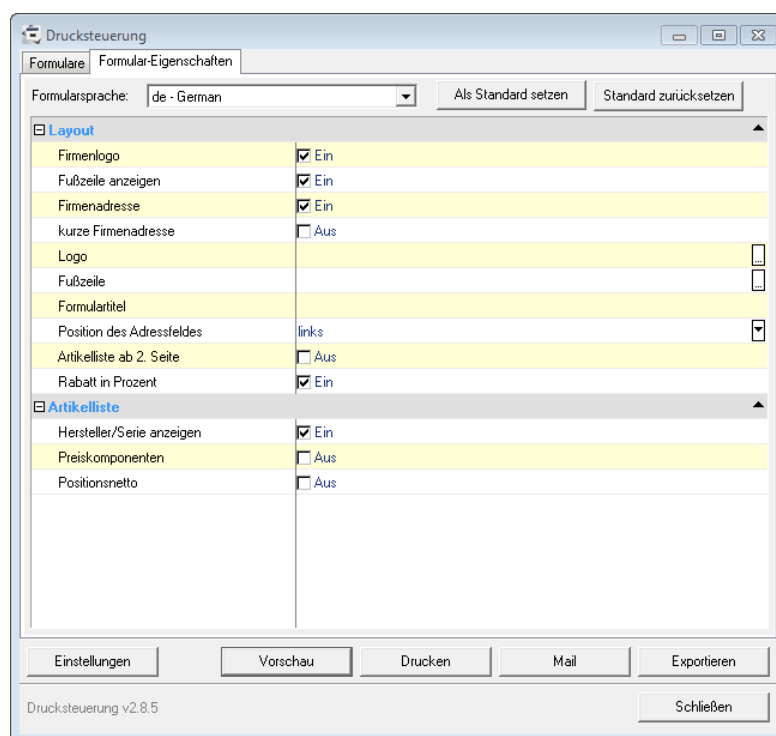 Drucksteuerung
Formulare Formular-Eigenschaften
Formularsprache: de - German Als Standard setzen Standard zurücksetzen
Layout
Firmenlogo Ein
Fußzeile anzeigen Ein
Firmenadresse Ein
kurze Firmenadresse Aus
Logo ...
Fußzeile ...
Formulartitel
Position des Adressfeldes links
Artikelliste ab 2. Seite Aus
Rabatt in Prozent Ein
Artikelliste
Hersteller/Serie anzeigen Ein
Preiskomponenten Aus
Positionsnetto Aus
Einstellungen Vorschau Drucken Mail Exportieren
Drucksteuerung v2.8.5 Schließen